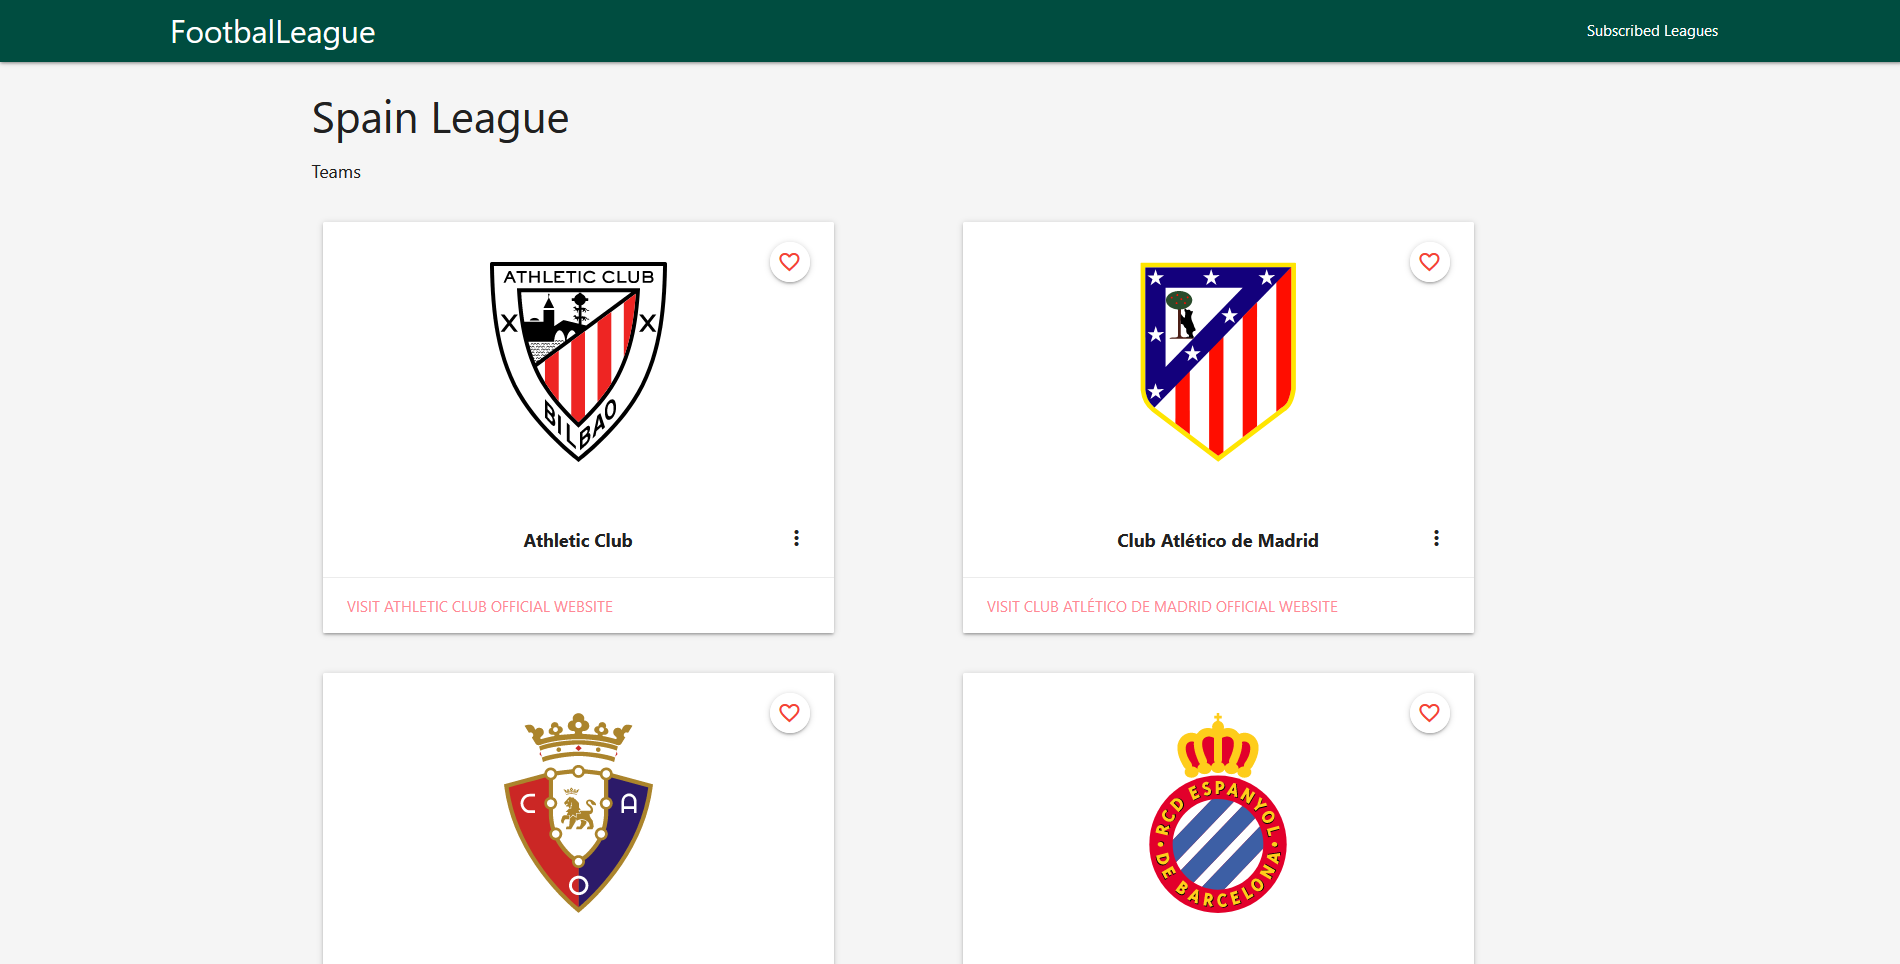 FootballLeague
Subscribed Leagues
Spain League
Teams
ATHLETIC CLUB
X X
BILBAO
Athletic Club
VISIT ATHLETIC CLUB OFFICIAL WEBSITE
Club Atlético de Madrid
VISIT CLUB ATLÉTICO DE MADRID OFFICIAL WEBSITE
C A
O
RCD ESPANYOL
DE BARCELONA